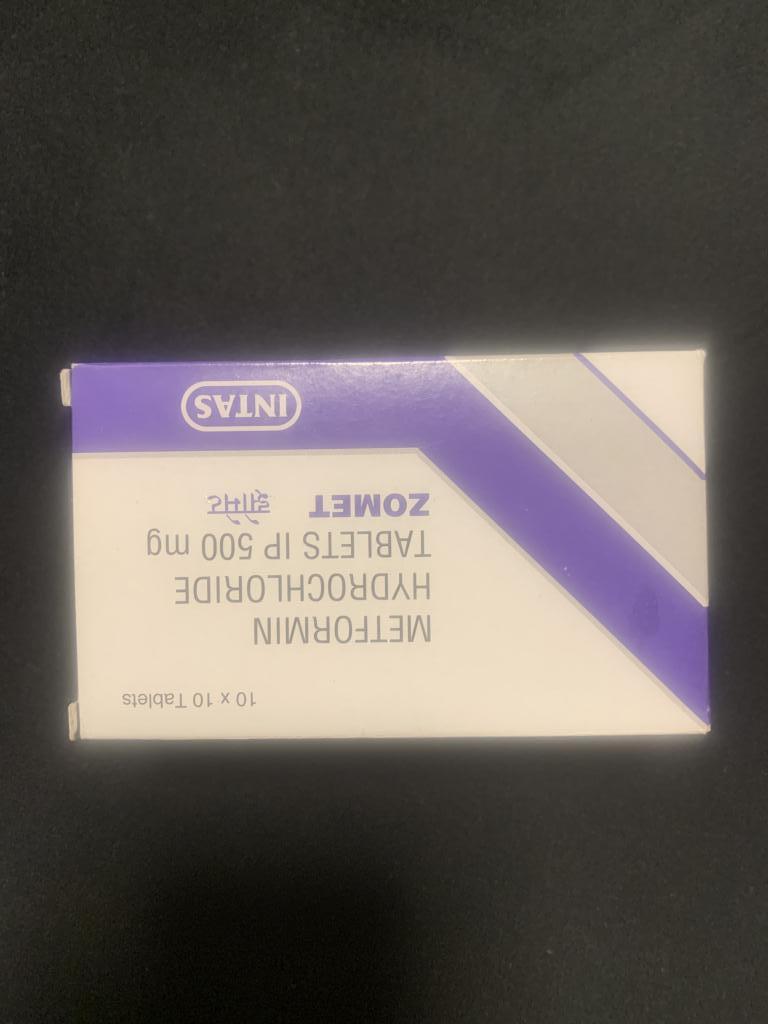 10 x 10 Tablets
METFORMIN
HYDROCHLORIDE
TABLETS IP 500 mg
ZOMET झोमेट
INTAS